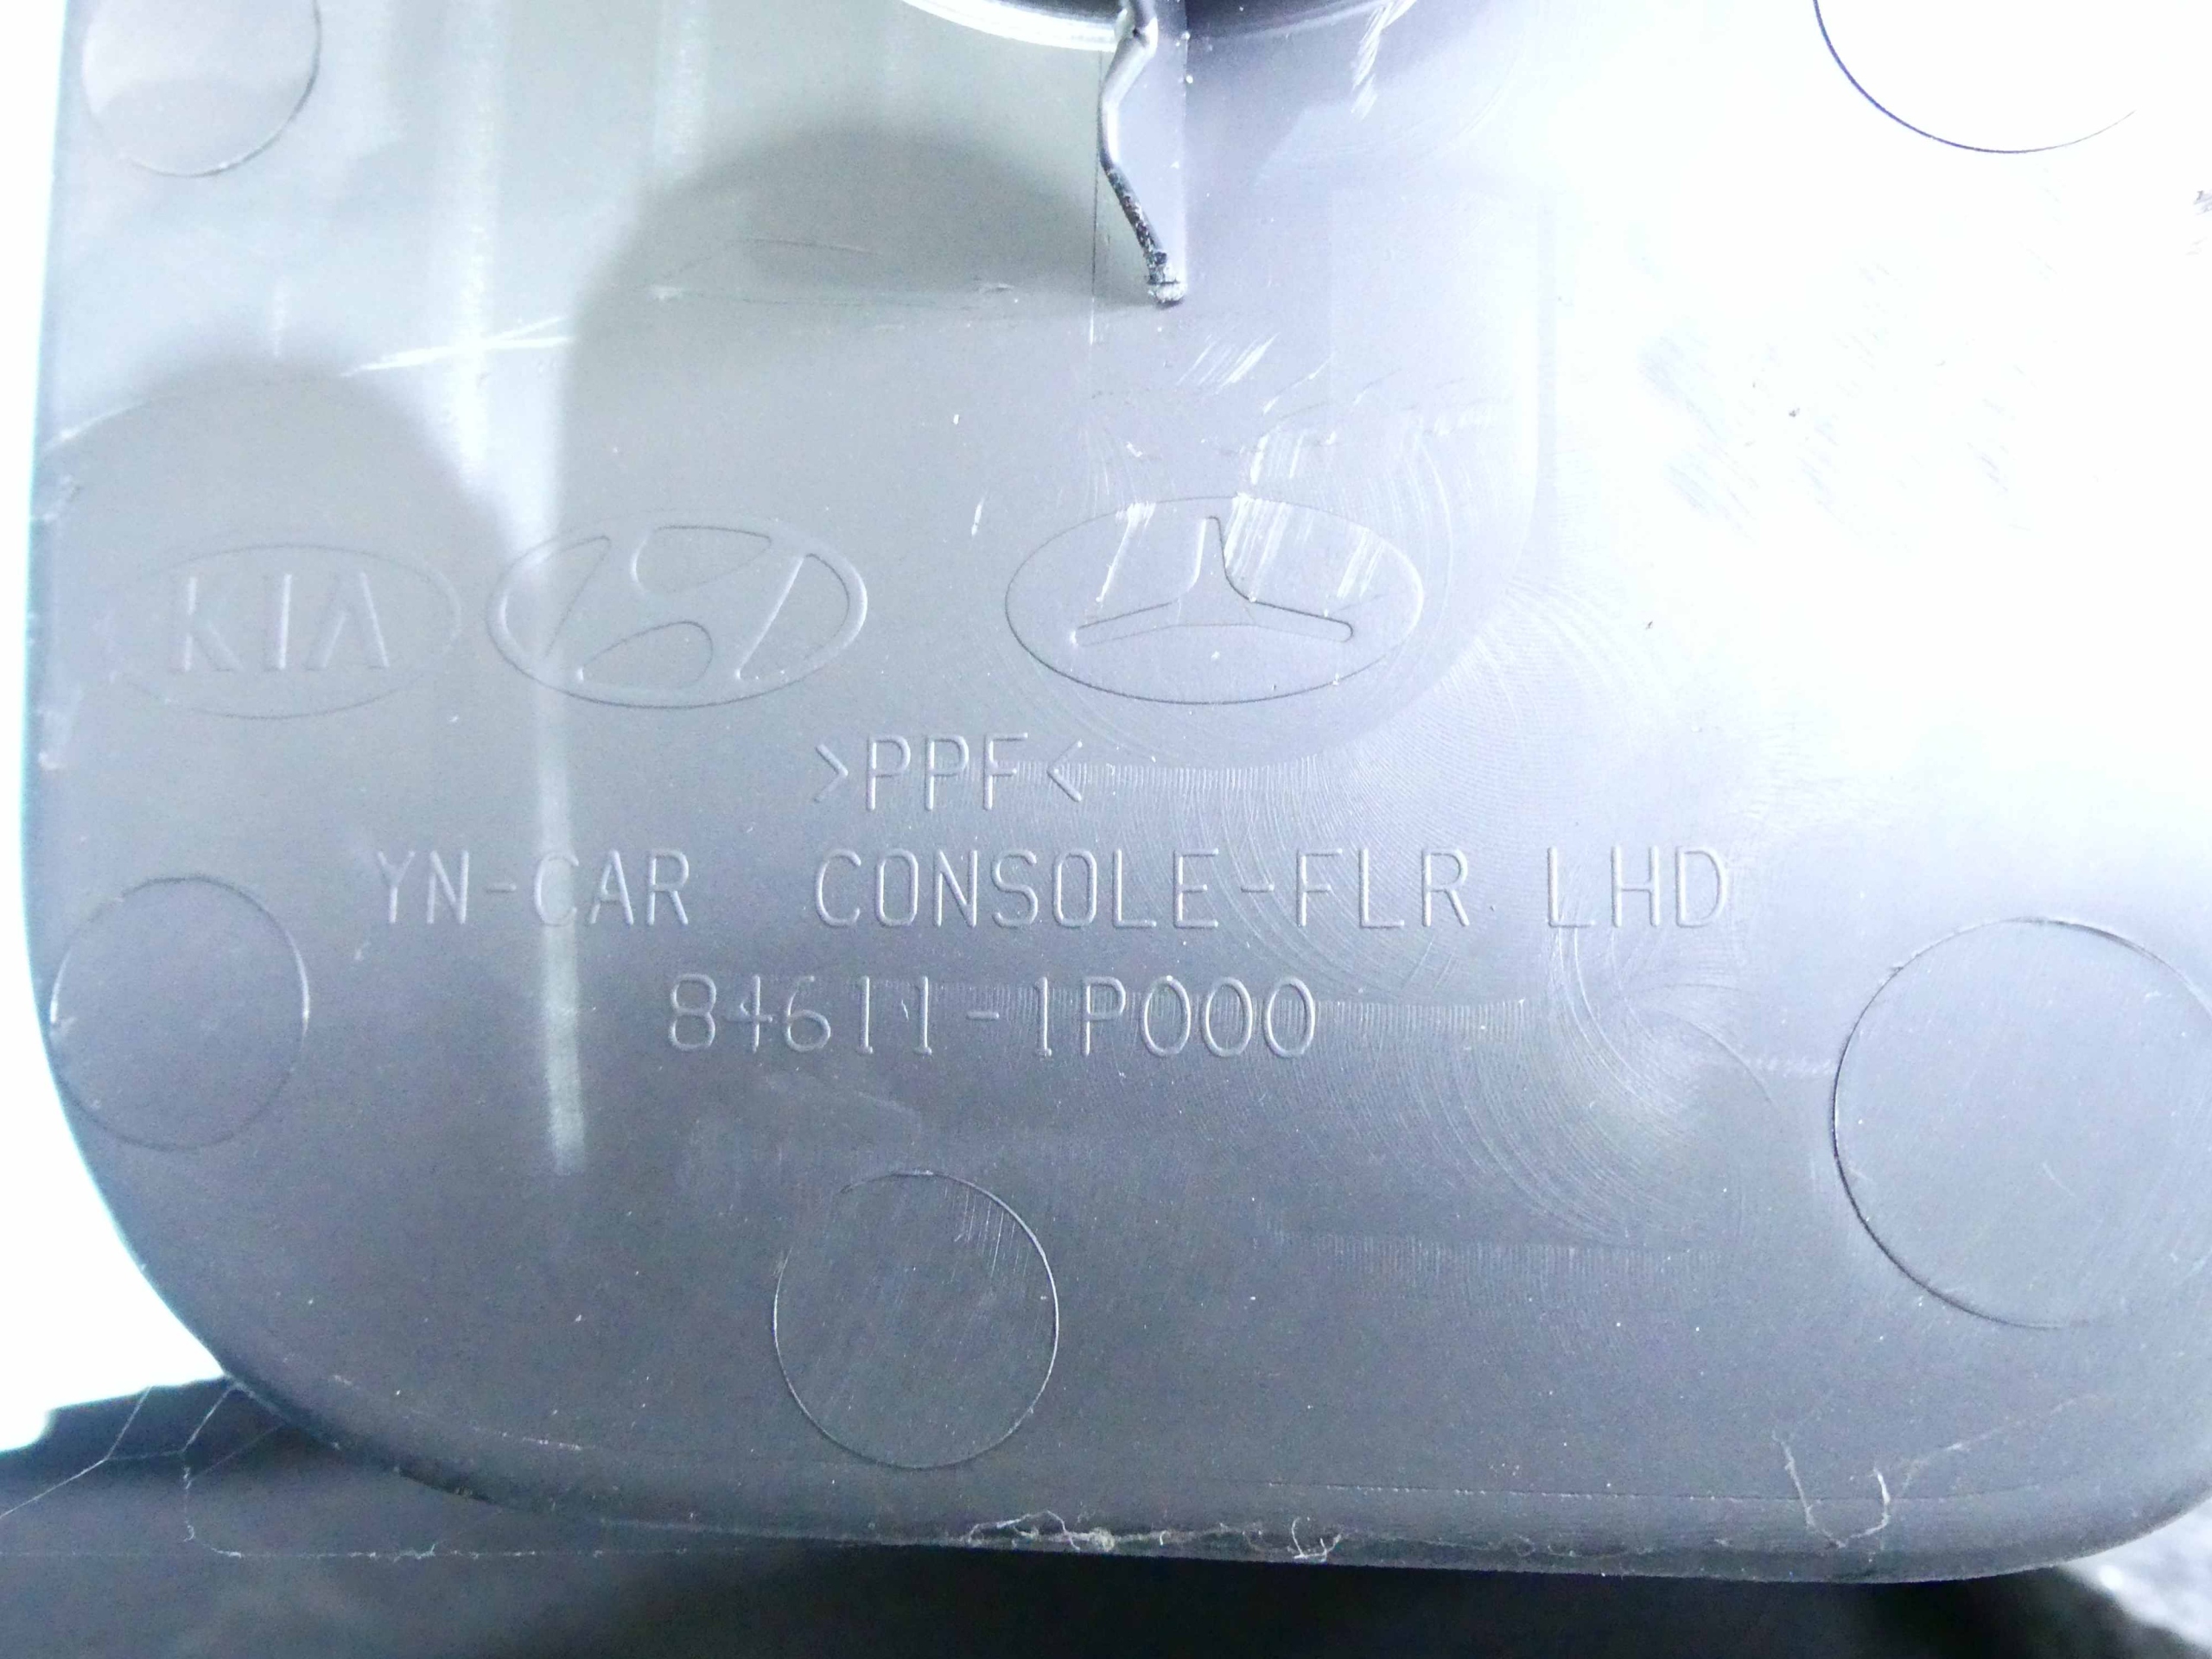 KIA
>PPF<
YN-CAR CONSOLE-FLR LHD
84611-1P000